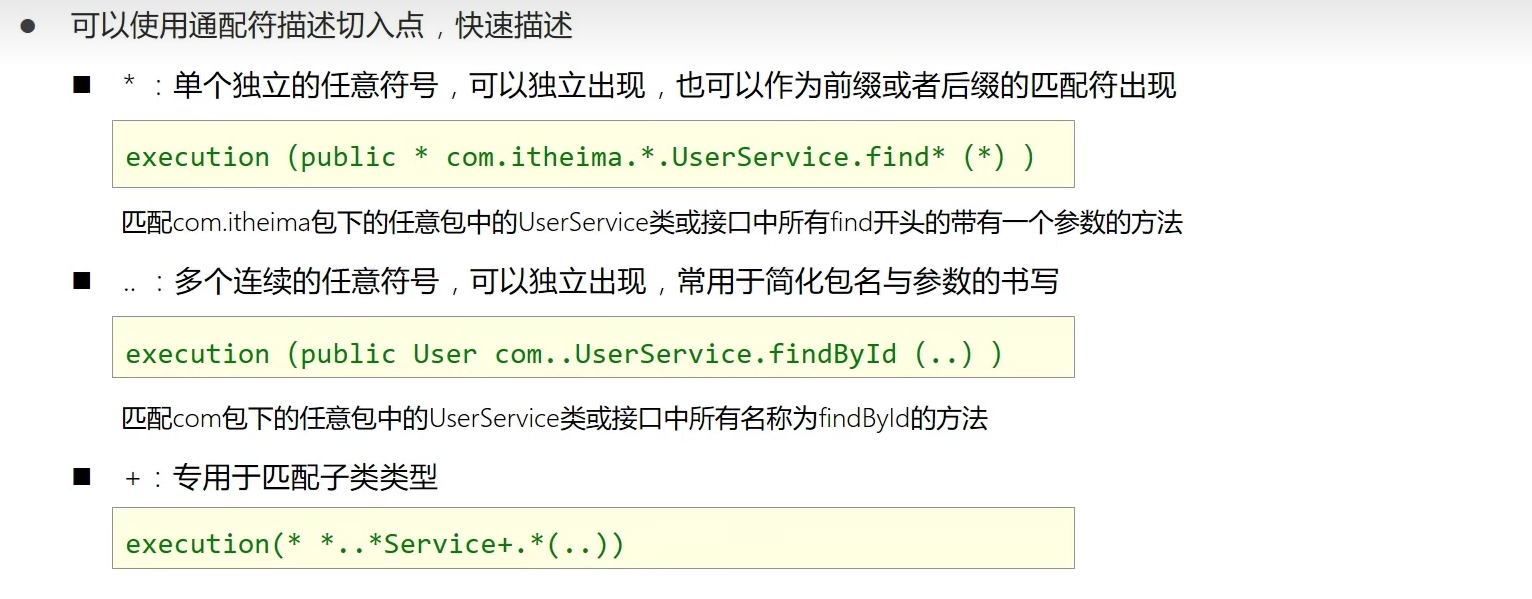 ● 可以使用通配符描述切入点，快速描述
■ * ：单个独立的任意符号，可以独立出现，也可以作为前缀或者后缀的匹配符出现
execution (public * com.itheima.*.UserService.find* (*) )
匹配com.itheima包下的任意包中的UserService类或接口中所有find开头的带有一个参数的方法
■ .. ：多个连续的任意符号，可以独立出现，常用于简化包名与参数的书写
execution (public User com..UserService.findById (..) )
匹配com包下的任意包中的UserService类或接口中所有名称为findById的方法
■ + ：专用于匹配子类类型
execution(* *..*Service+.*(..))